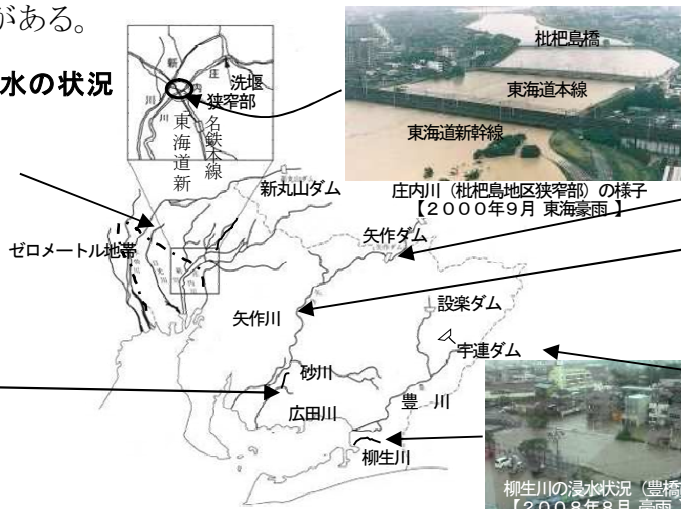 がある。
水の状況
庄
洗堰
狭窄部
新川
東海道新
名鉄本線
枇杷島橋
東海道本線
東海道新幹線
庄内川（枇杷島地区狭窄部）の様子
【２０００年９月 東海豪雨 】
新丸山ダム
矢作ダム
ゼロメートル地帯
設楽ダム
矢作川
宇連ダム
砂川
広田川
豊川
柳生川
柳生川の浸水状況（豊橋
【２００８年８月 豪雨